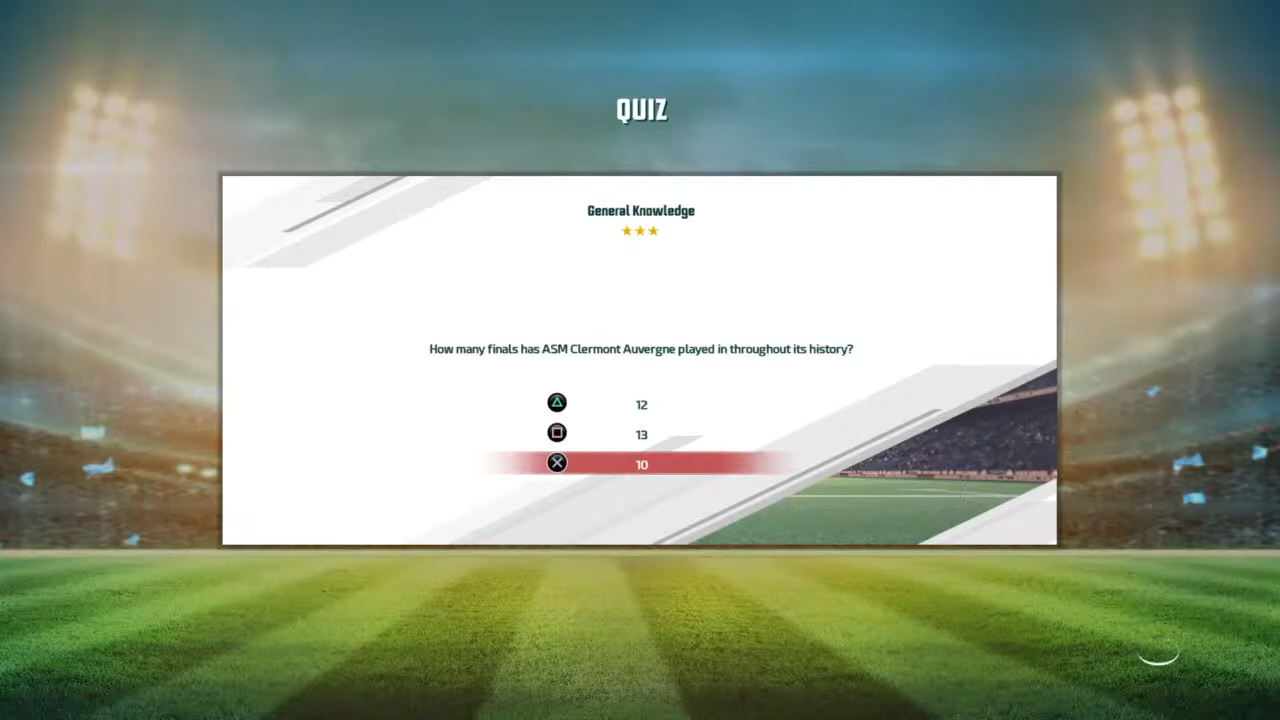 QUIZ
General Knowledge
How many finals has ASM Clermont Auvergne played in throughout its history?
12
13
10